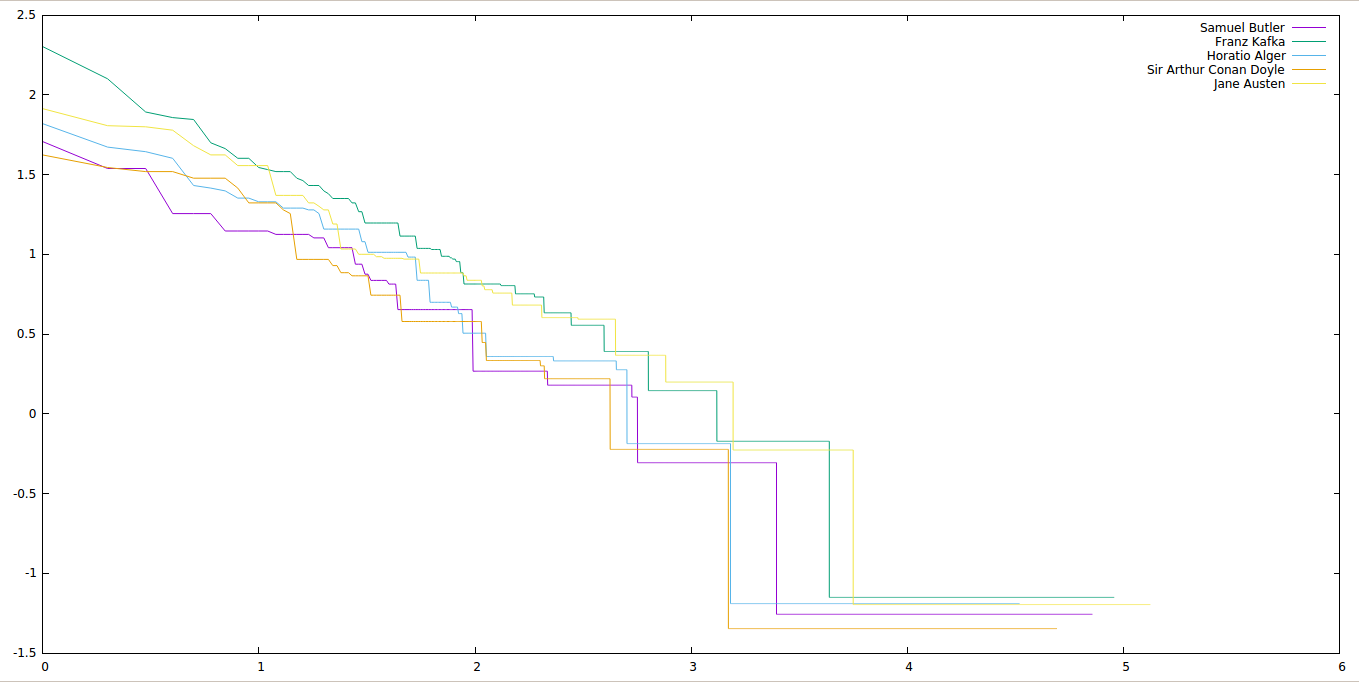 2.5
2
1.5
1
0.5
0
-0.5
-1
-1.5
0 1 2 3 4 5 6
Samuel Butler
Franz Kafka
Horatio Alger
Sir Arthur Conan Doyle
Jane Austen